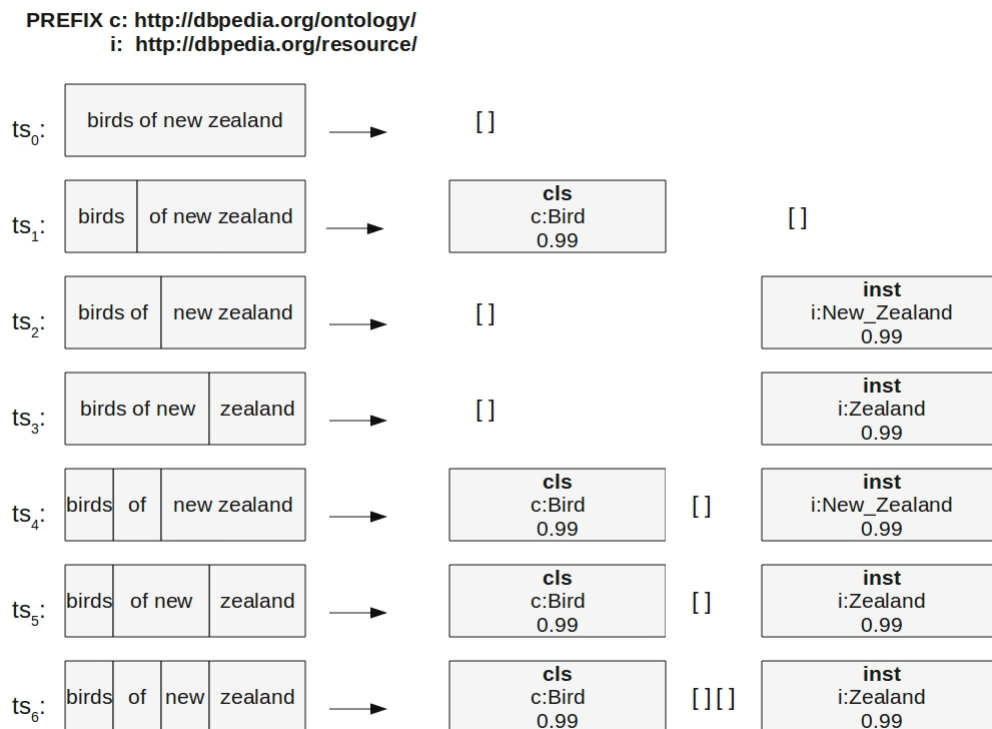 PREFIX c: http://dbpedia.org/ontology/
i: http://dbpedia.org/resource/
ts0: birds of new zealand [ ]
cls
ts1: birds of new zealand c:Bird [ ]
0.99
inst
ts2: birds of new zealand [ ] i:New_Zealand
0.99
inst
ts3: birds of new zealand [ ] i:Zealand
0.99
cls inst
ts4: birds of new zealand c:Bird [ ] i:New_Zealand
0.99 0.99
cls inst
ts5: birds of new zealand c:Bird [ ] i:Zealand
0.99 0.99
cls inst
ts6: birds of new zealand c:Bird [ ] [ ] i:Zealand
0.99 0.99